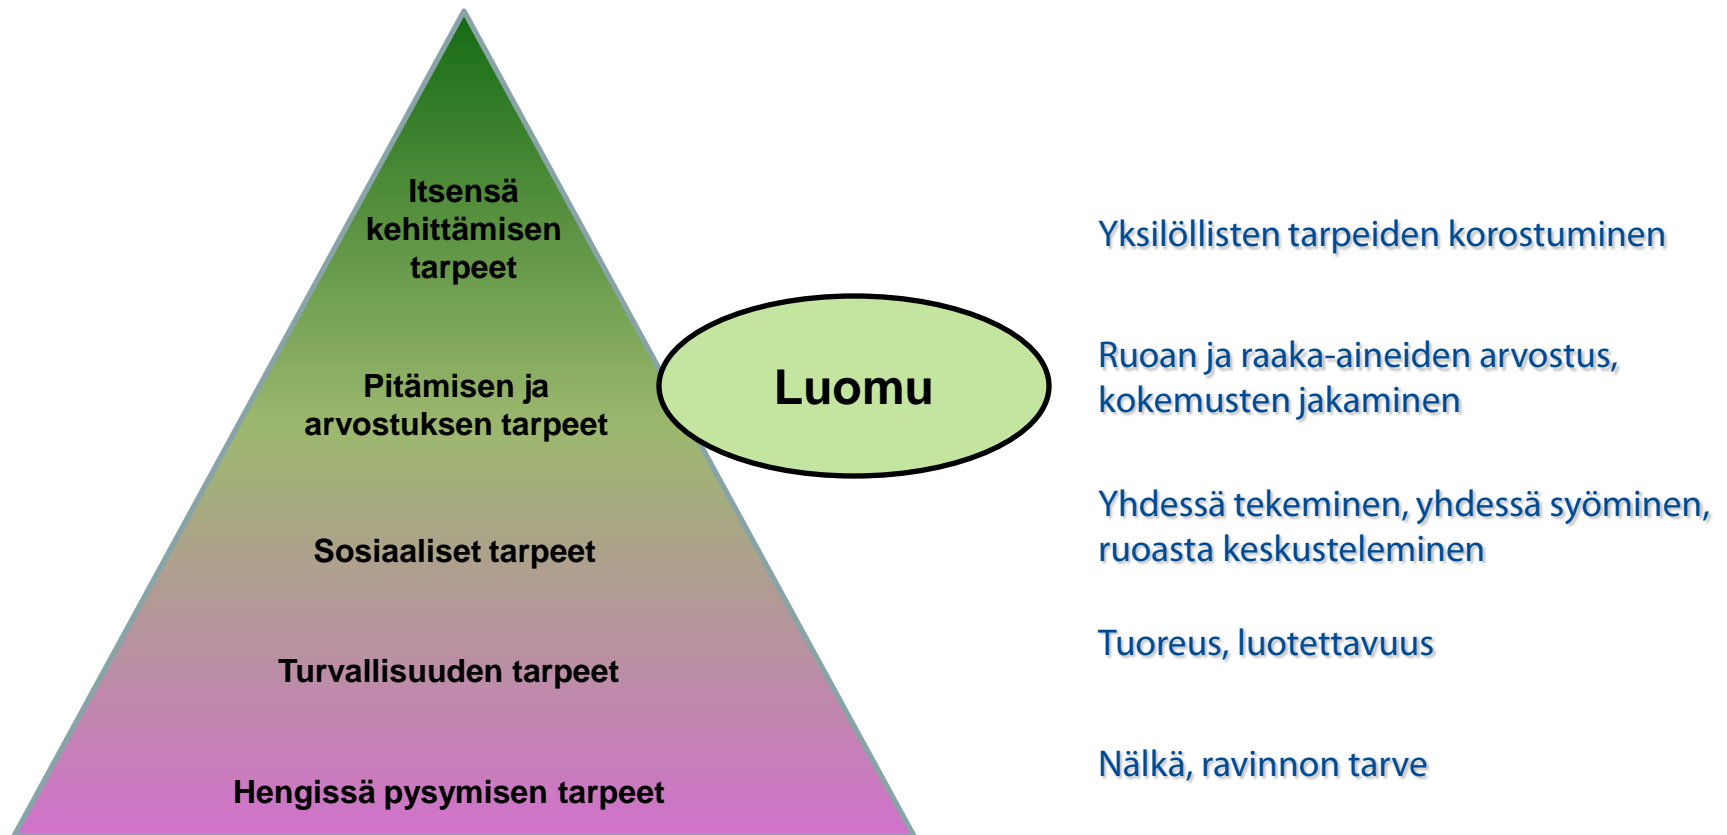 Itsensä
kehittämisen
tarpeet
Yksilöllisten tarpeiden korostuminen
Pitämisen ja
arvostuksen tarpeet
Luomu
Ruoan ja raaka-aineiden arvostus,
kokemusten jakaminen
Sosiaaliset tarpeet
Yhdessä tekeminen, yhdessä syöminen,
ruoasta keskusteleminen
Turvallisuuden tarpeet
Tuoreus, luotettavuus
Hengissä pysymisen tarpeet
Nälkä, ravinnon tarve